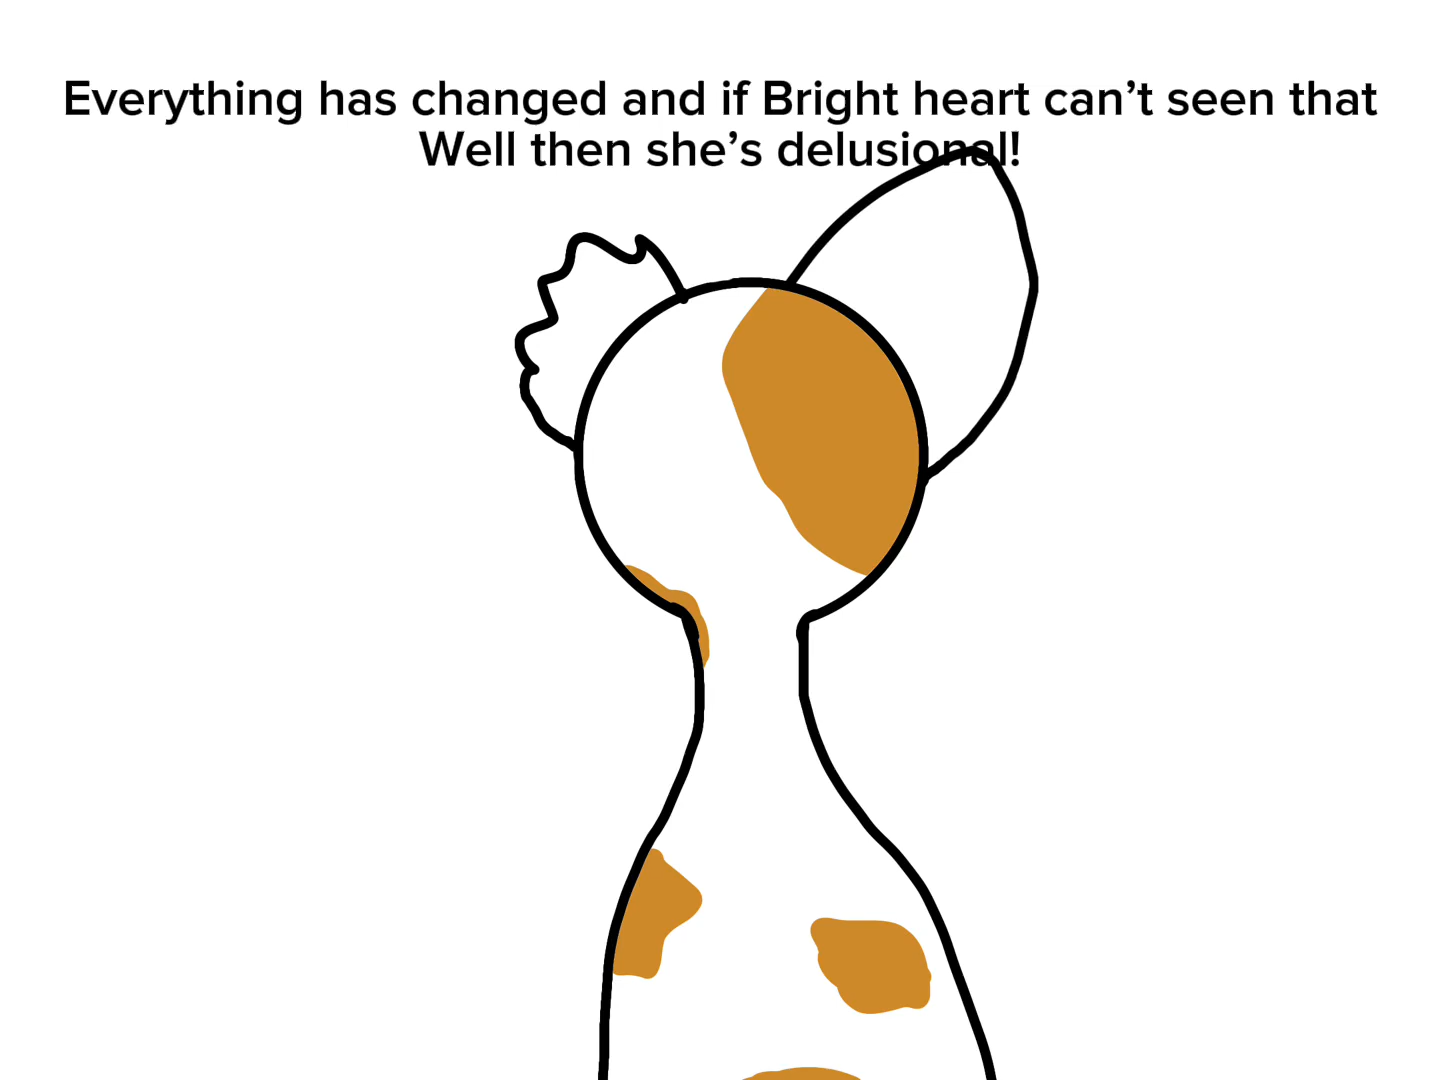 Everything has changed and if Bright heart can’t seen that
Well then she’s delusional!